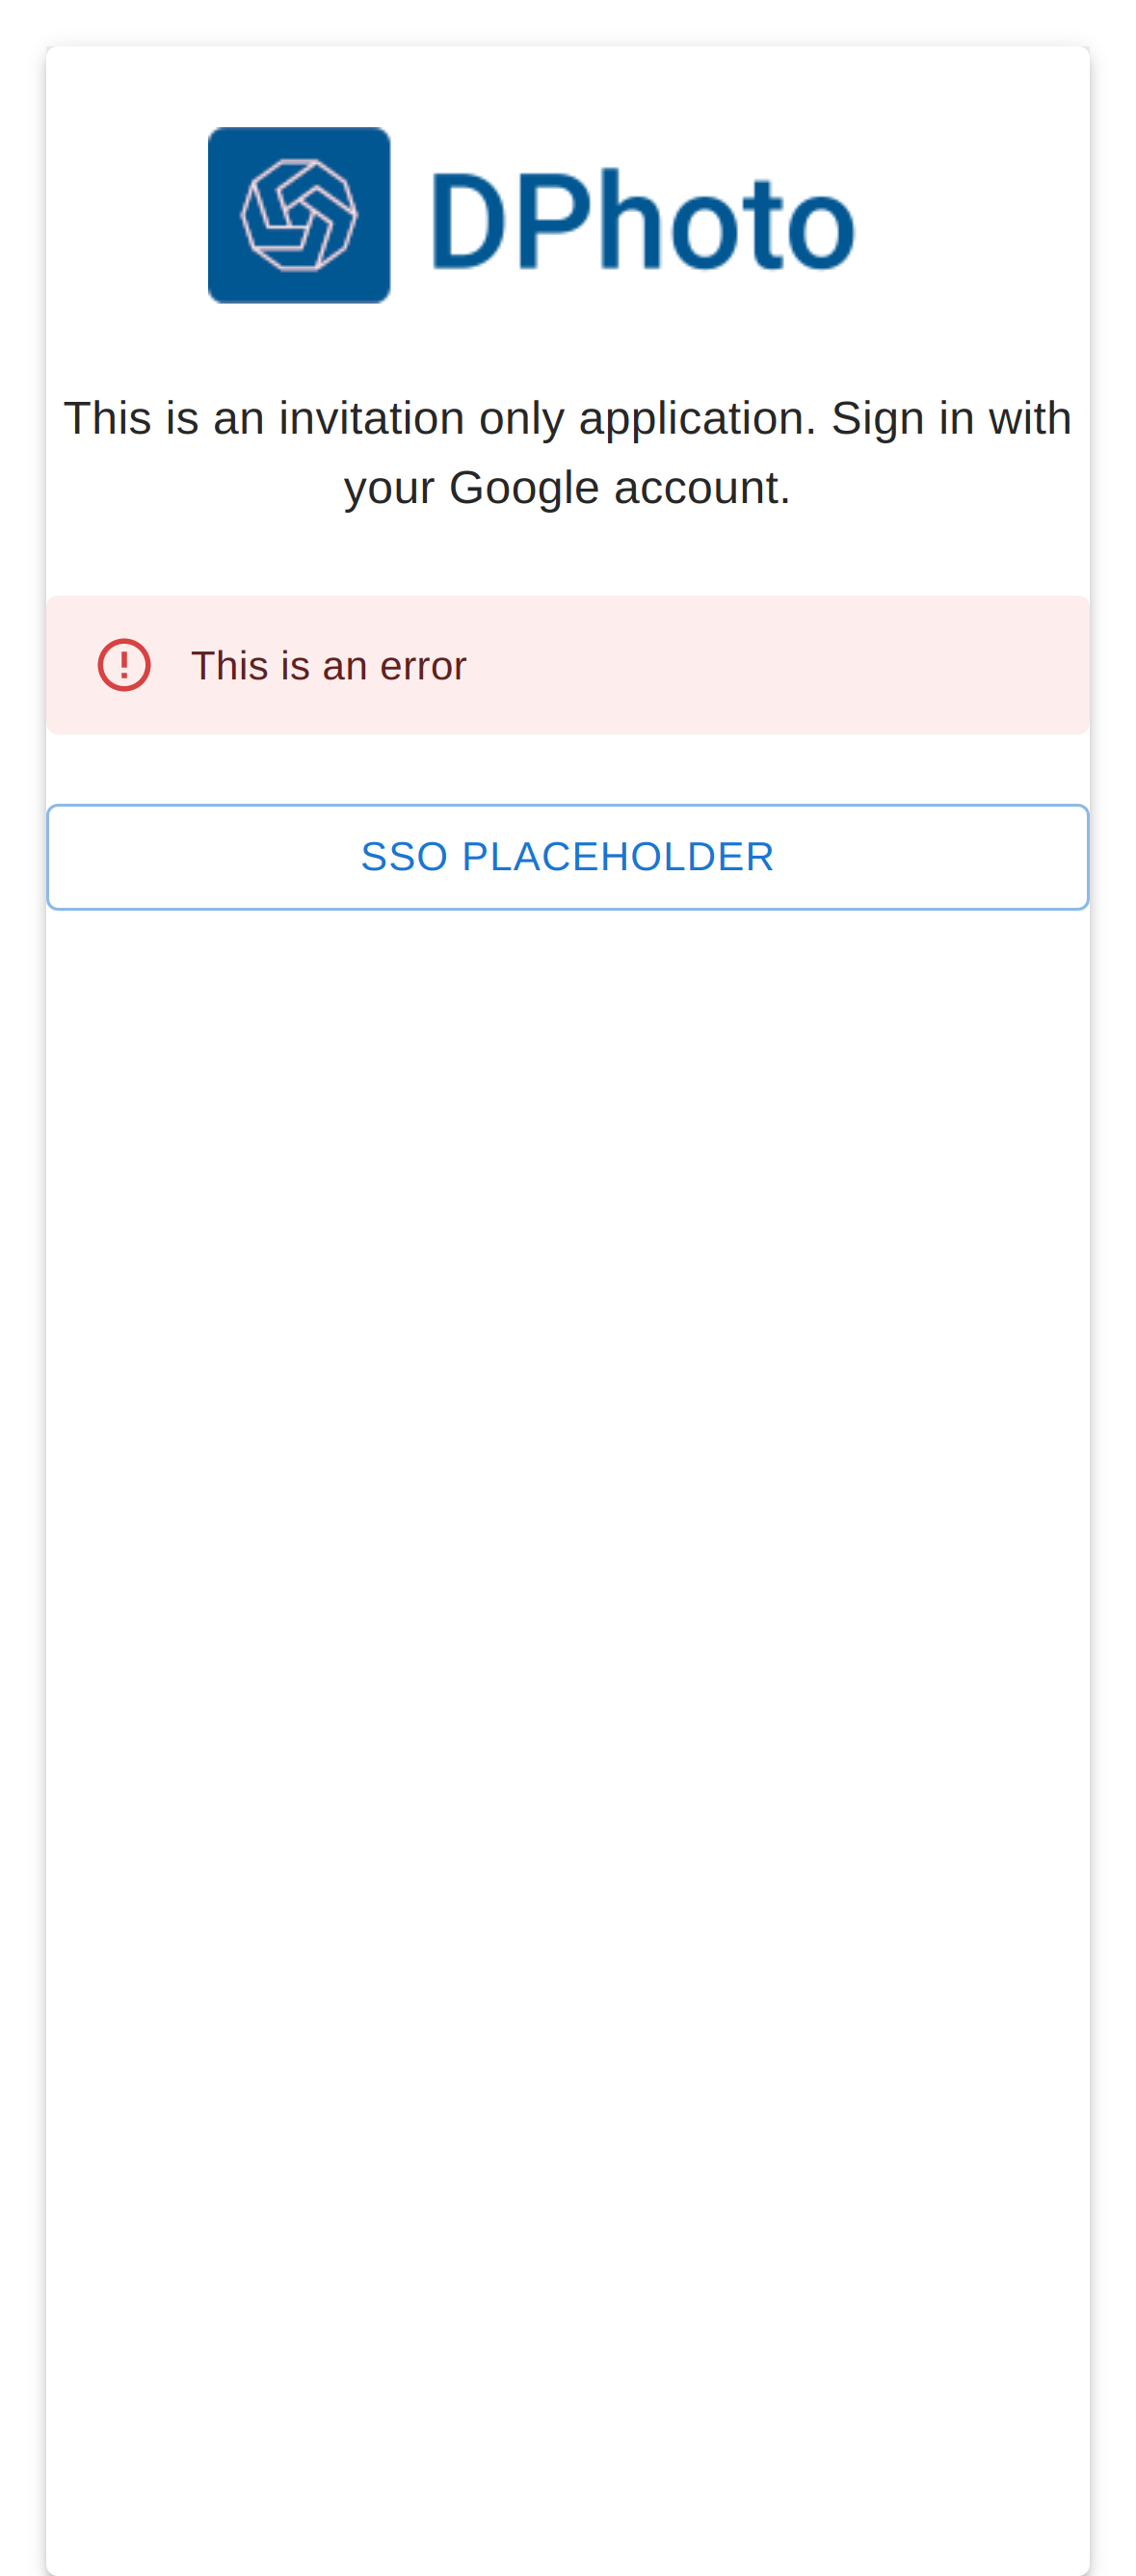 DPhoto
This is an invitation only application. Sign in with
your Google account.
This is an error
SSO PLACEHOLDER